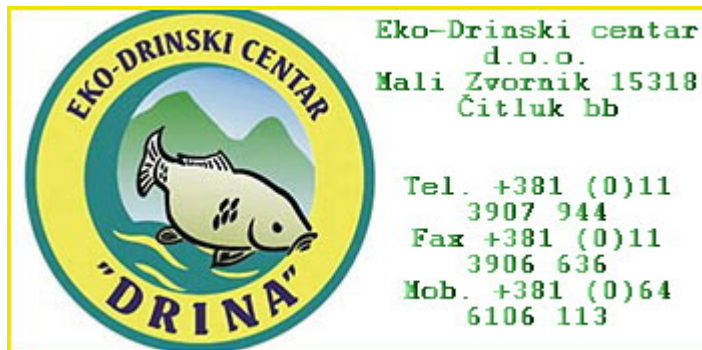 EKO-DRINSKI CENTAR
"DRINA"
Eko-Drinski centar
d.o.o.
Mali Zvornik 15318
Čitluk bb
Tel. +381 (0)11
3907 944
Fax +381 (0)11
3906 636
Mob. +381 (0)64
6106 113